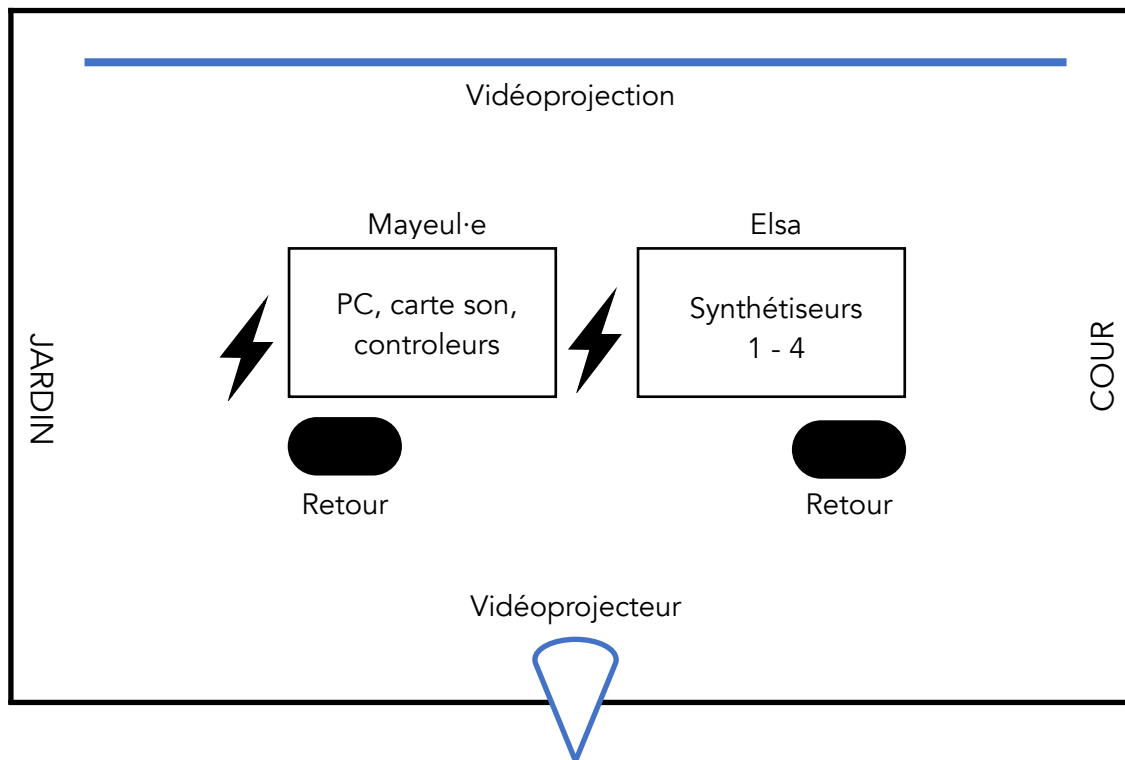 Vidéoprojection
Mayeul·e
Elsa
PC, carte son,
controleurs
Synthétiseurs
1 - 4
JARDIN
COUR
Retour
Retour
Vidéoprojecteur